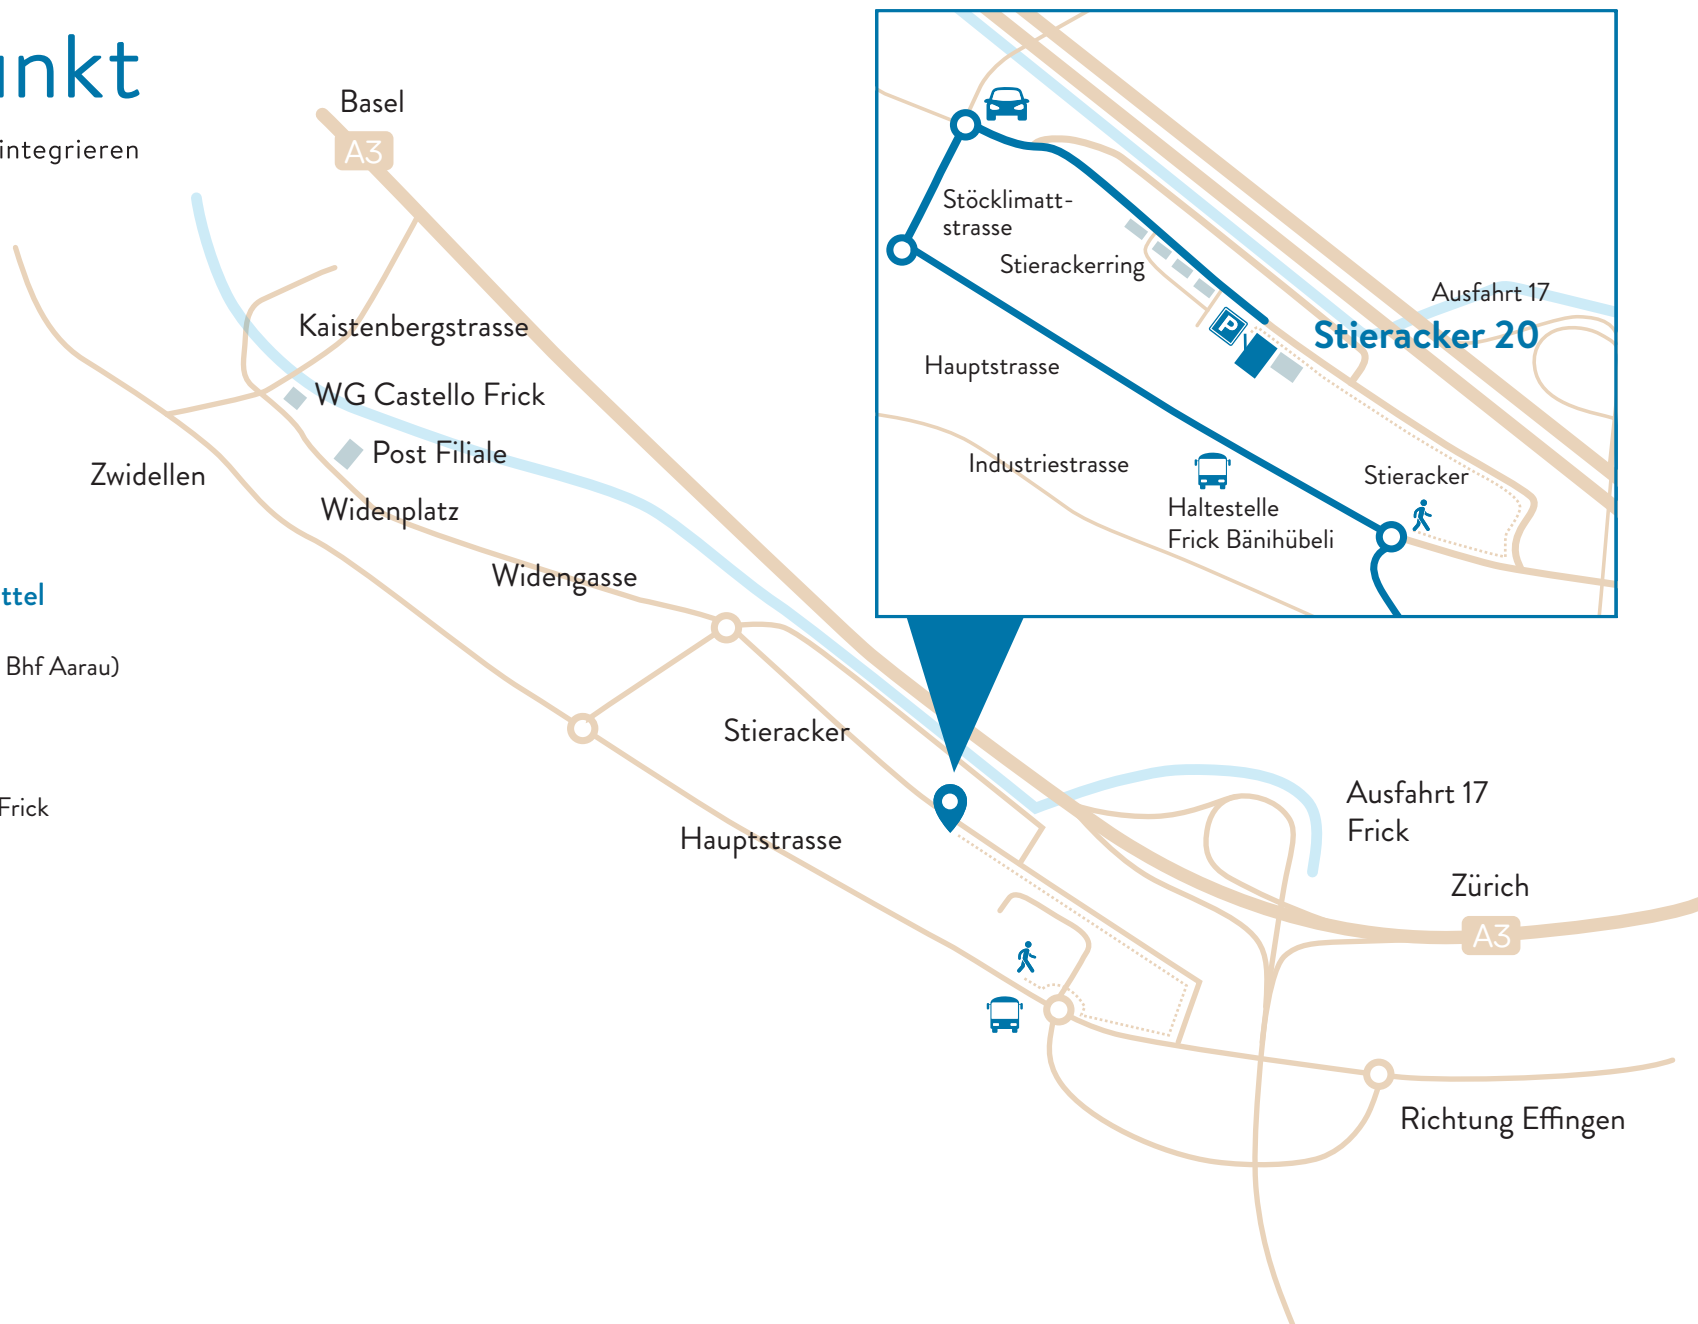 unkt
integrieren
ttel
Bhf Aarau)
Frick
Basel
A3
Kaistenbergstrasse
WG Castello Frick
Post Filiale
Zwidellen
Widenplatz
Widengasse
Stieracker
Hauptstrasse
Stöcklimatt-
strasse
Stierackerring
Ausfahrt 17
P
Stieracker 20
Hauptstrasse
Industriestrasse
Stieracker
Haltestelle
Frick Bänihübeli
Ausfahrt 17
Frick
Zürich
A3
Richtung Effingen